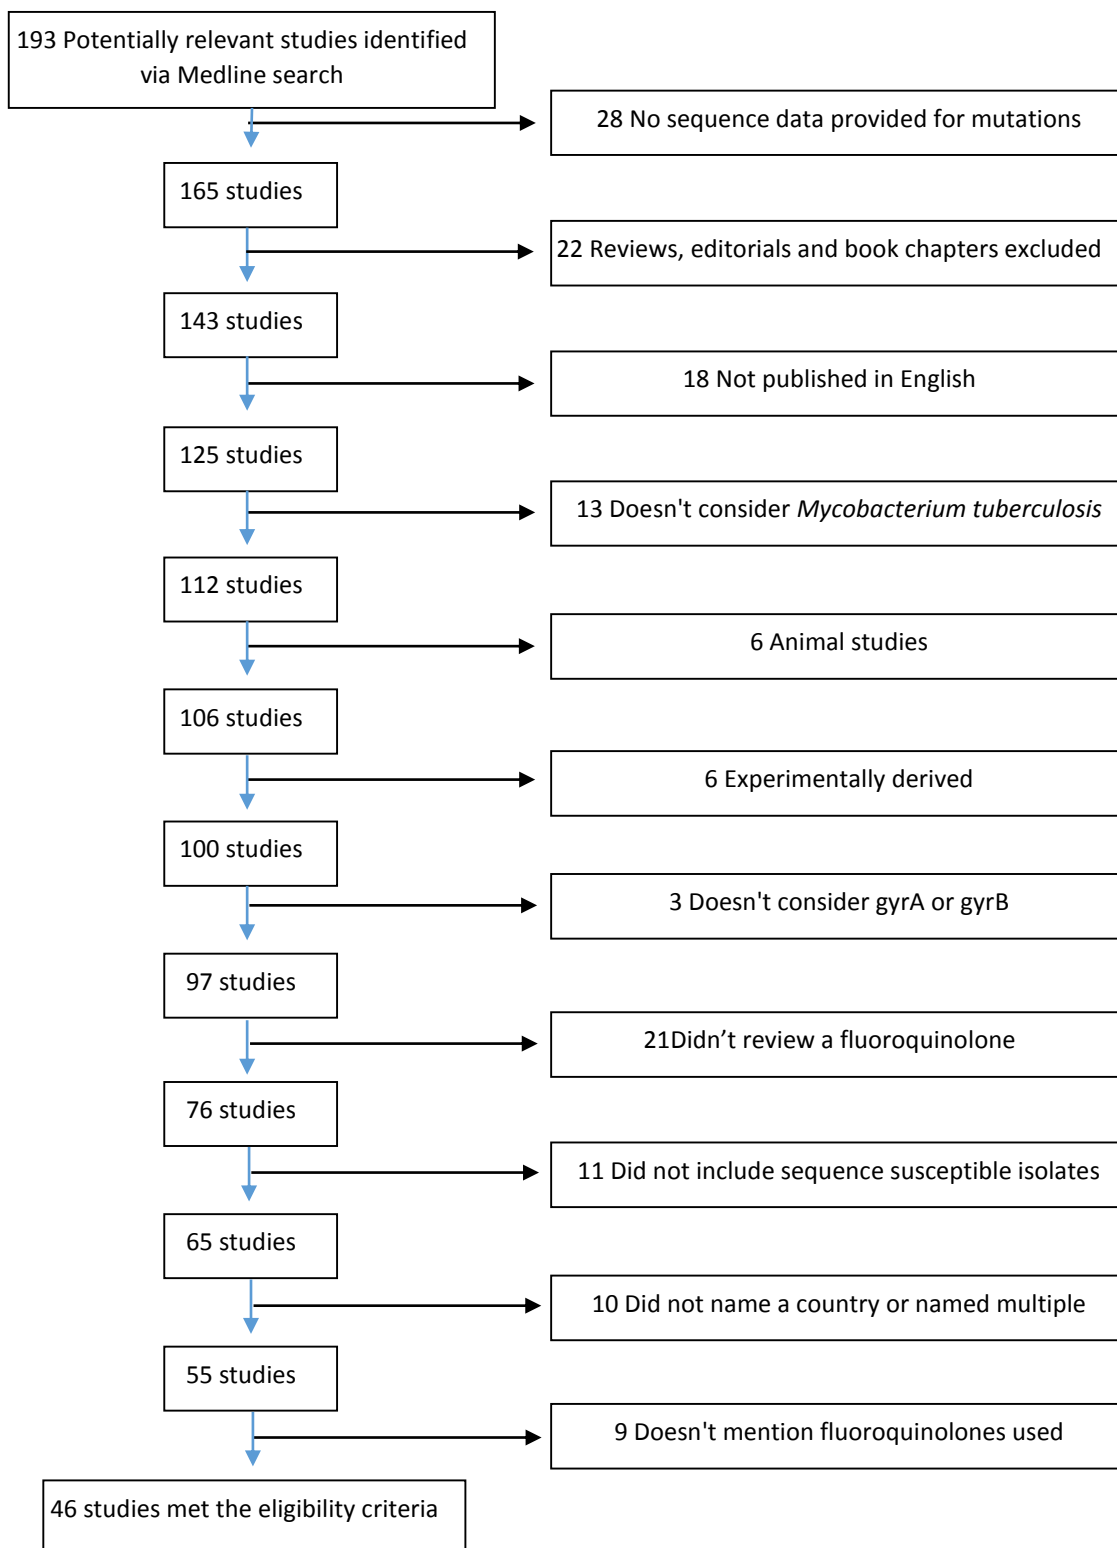 193 Potentially relevant studies identified
via Medline search
28 No sequence data provided for mutations
165 studies
22 Reviews, editorials and book chapters excluded
143 studies
18 Not published in English
125 studies
13 Doesn't consider Mycobacterium tuberculosis
112 studies
6 Animal studies
106 studies
6 Experimentally derived
100 studies
3 Doesn't consider gyrA or gyrB
97 studies
21Didn’t review a fluoroquinolone
76 studies
11 Did not include sequence susceptible isolates
65 studies
10 Did not name a country or named multiple
55 studies
9 Doesn't mention fluoroquinolones used
46 studies met the eligibility criteria